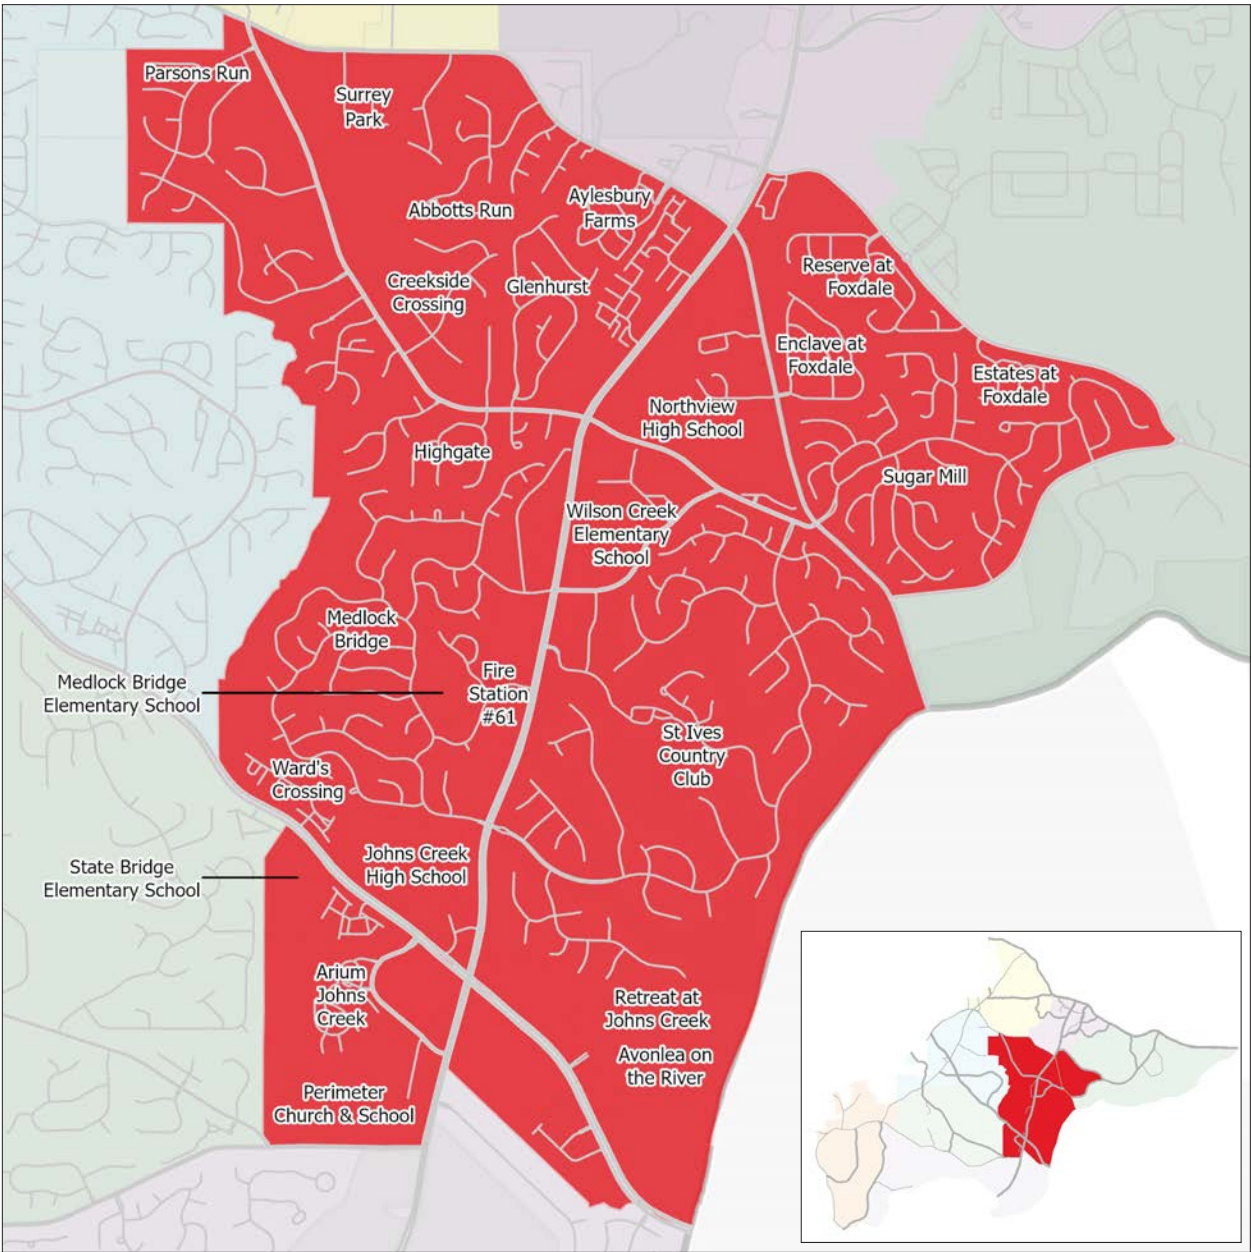 Parsons Run
Surrey
Park
Abbotts Run
Aylesbury
Farms
Creekside
Crossing
Glenhurst
Reserve at
Foxdale
Enclave at
Foxdale
Estates at
Foxdale
Northview
High School
Highgate
Sugar Mill
Wilson Creek
Elementary
School
Medlock
Bridge
Medlock Bridge
Elementary School
Fire
Station
#61
St Ives
Country
Club
Ward's
Crossing
State Bridge
Elementary School
Johns Creek
High School
Arium
Johns
Creek
Retreat at
Johns Creek
Avonlea on
the River
Perimeter
Church & School